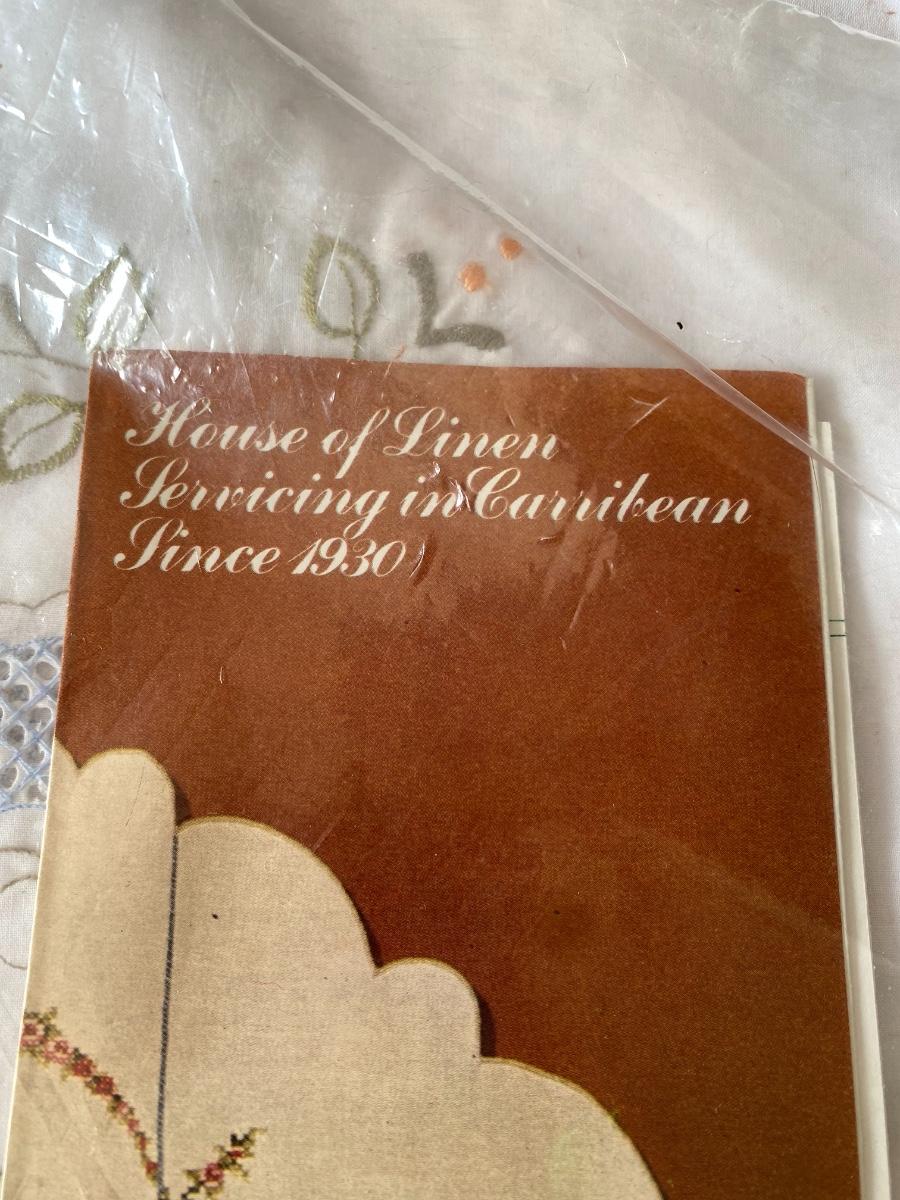 House of Linen
Servicing in Carribean
Since 1930